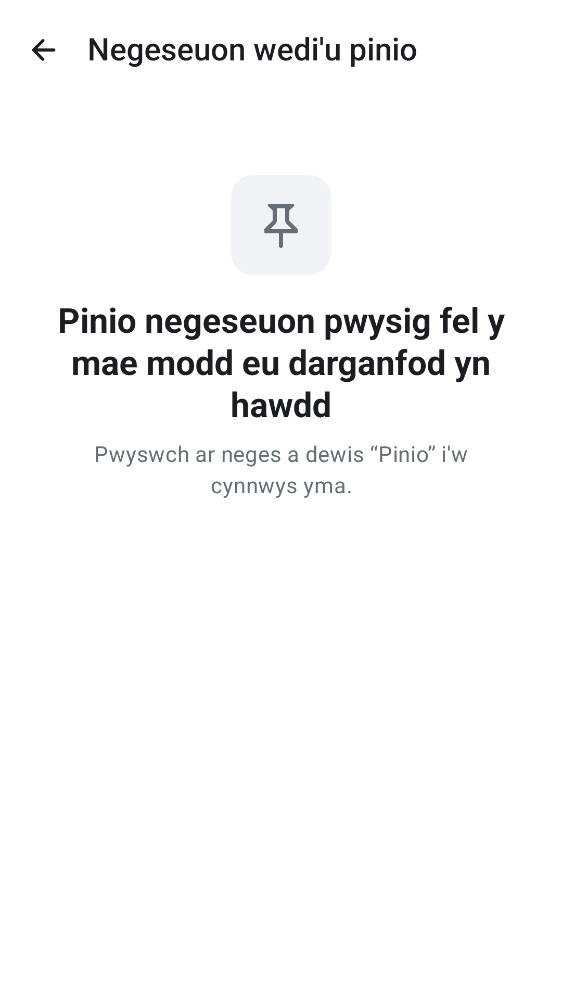 Negeseuon wedi'u pinio
Pinio negeseuon pwysig fel y
mae modd eu darganfod yn
hawdd
Pwyswch ar neges a dewis “Pinio” i'w
cynnwys yma.